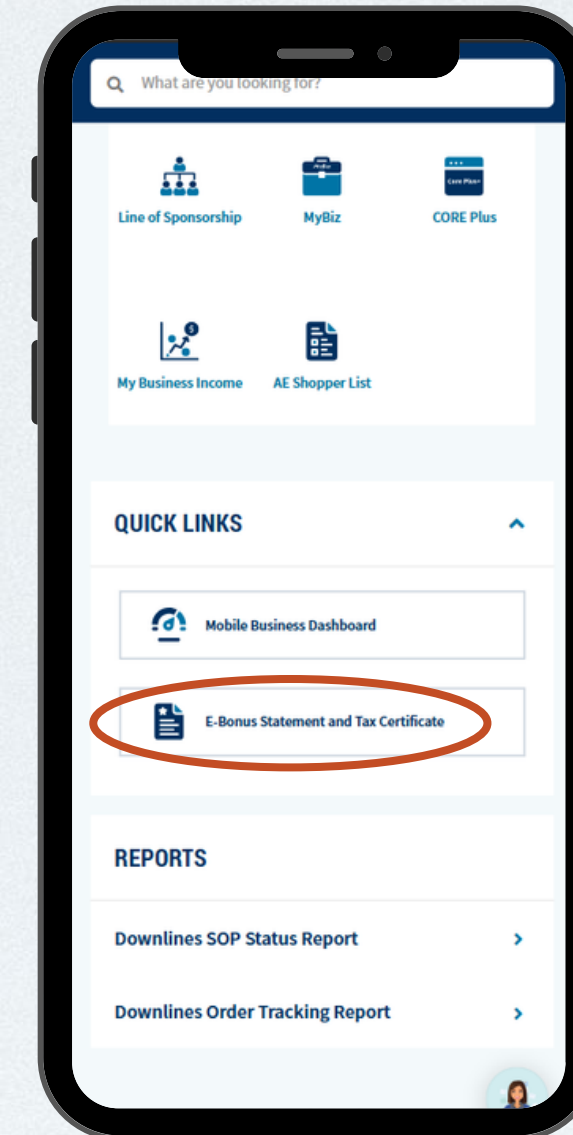 What are you looking for?
Line of Sponsorship
MyBiz
CORE Plus
My Business Income
AE Shopper List
QUICK LINKS
Mobile Business Dashboard
E-Bonus Statement and Tax Certificate
REPORTS
Downlines SOP Status Report
Downlines Order Tracking Report